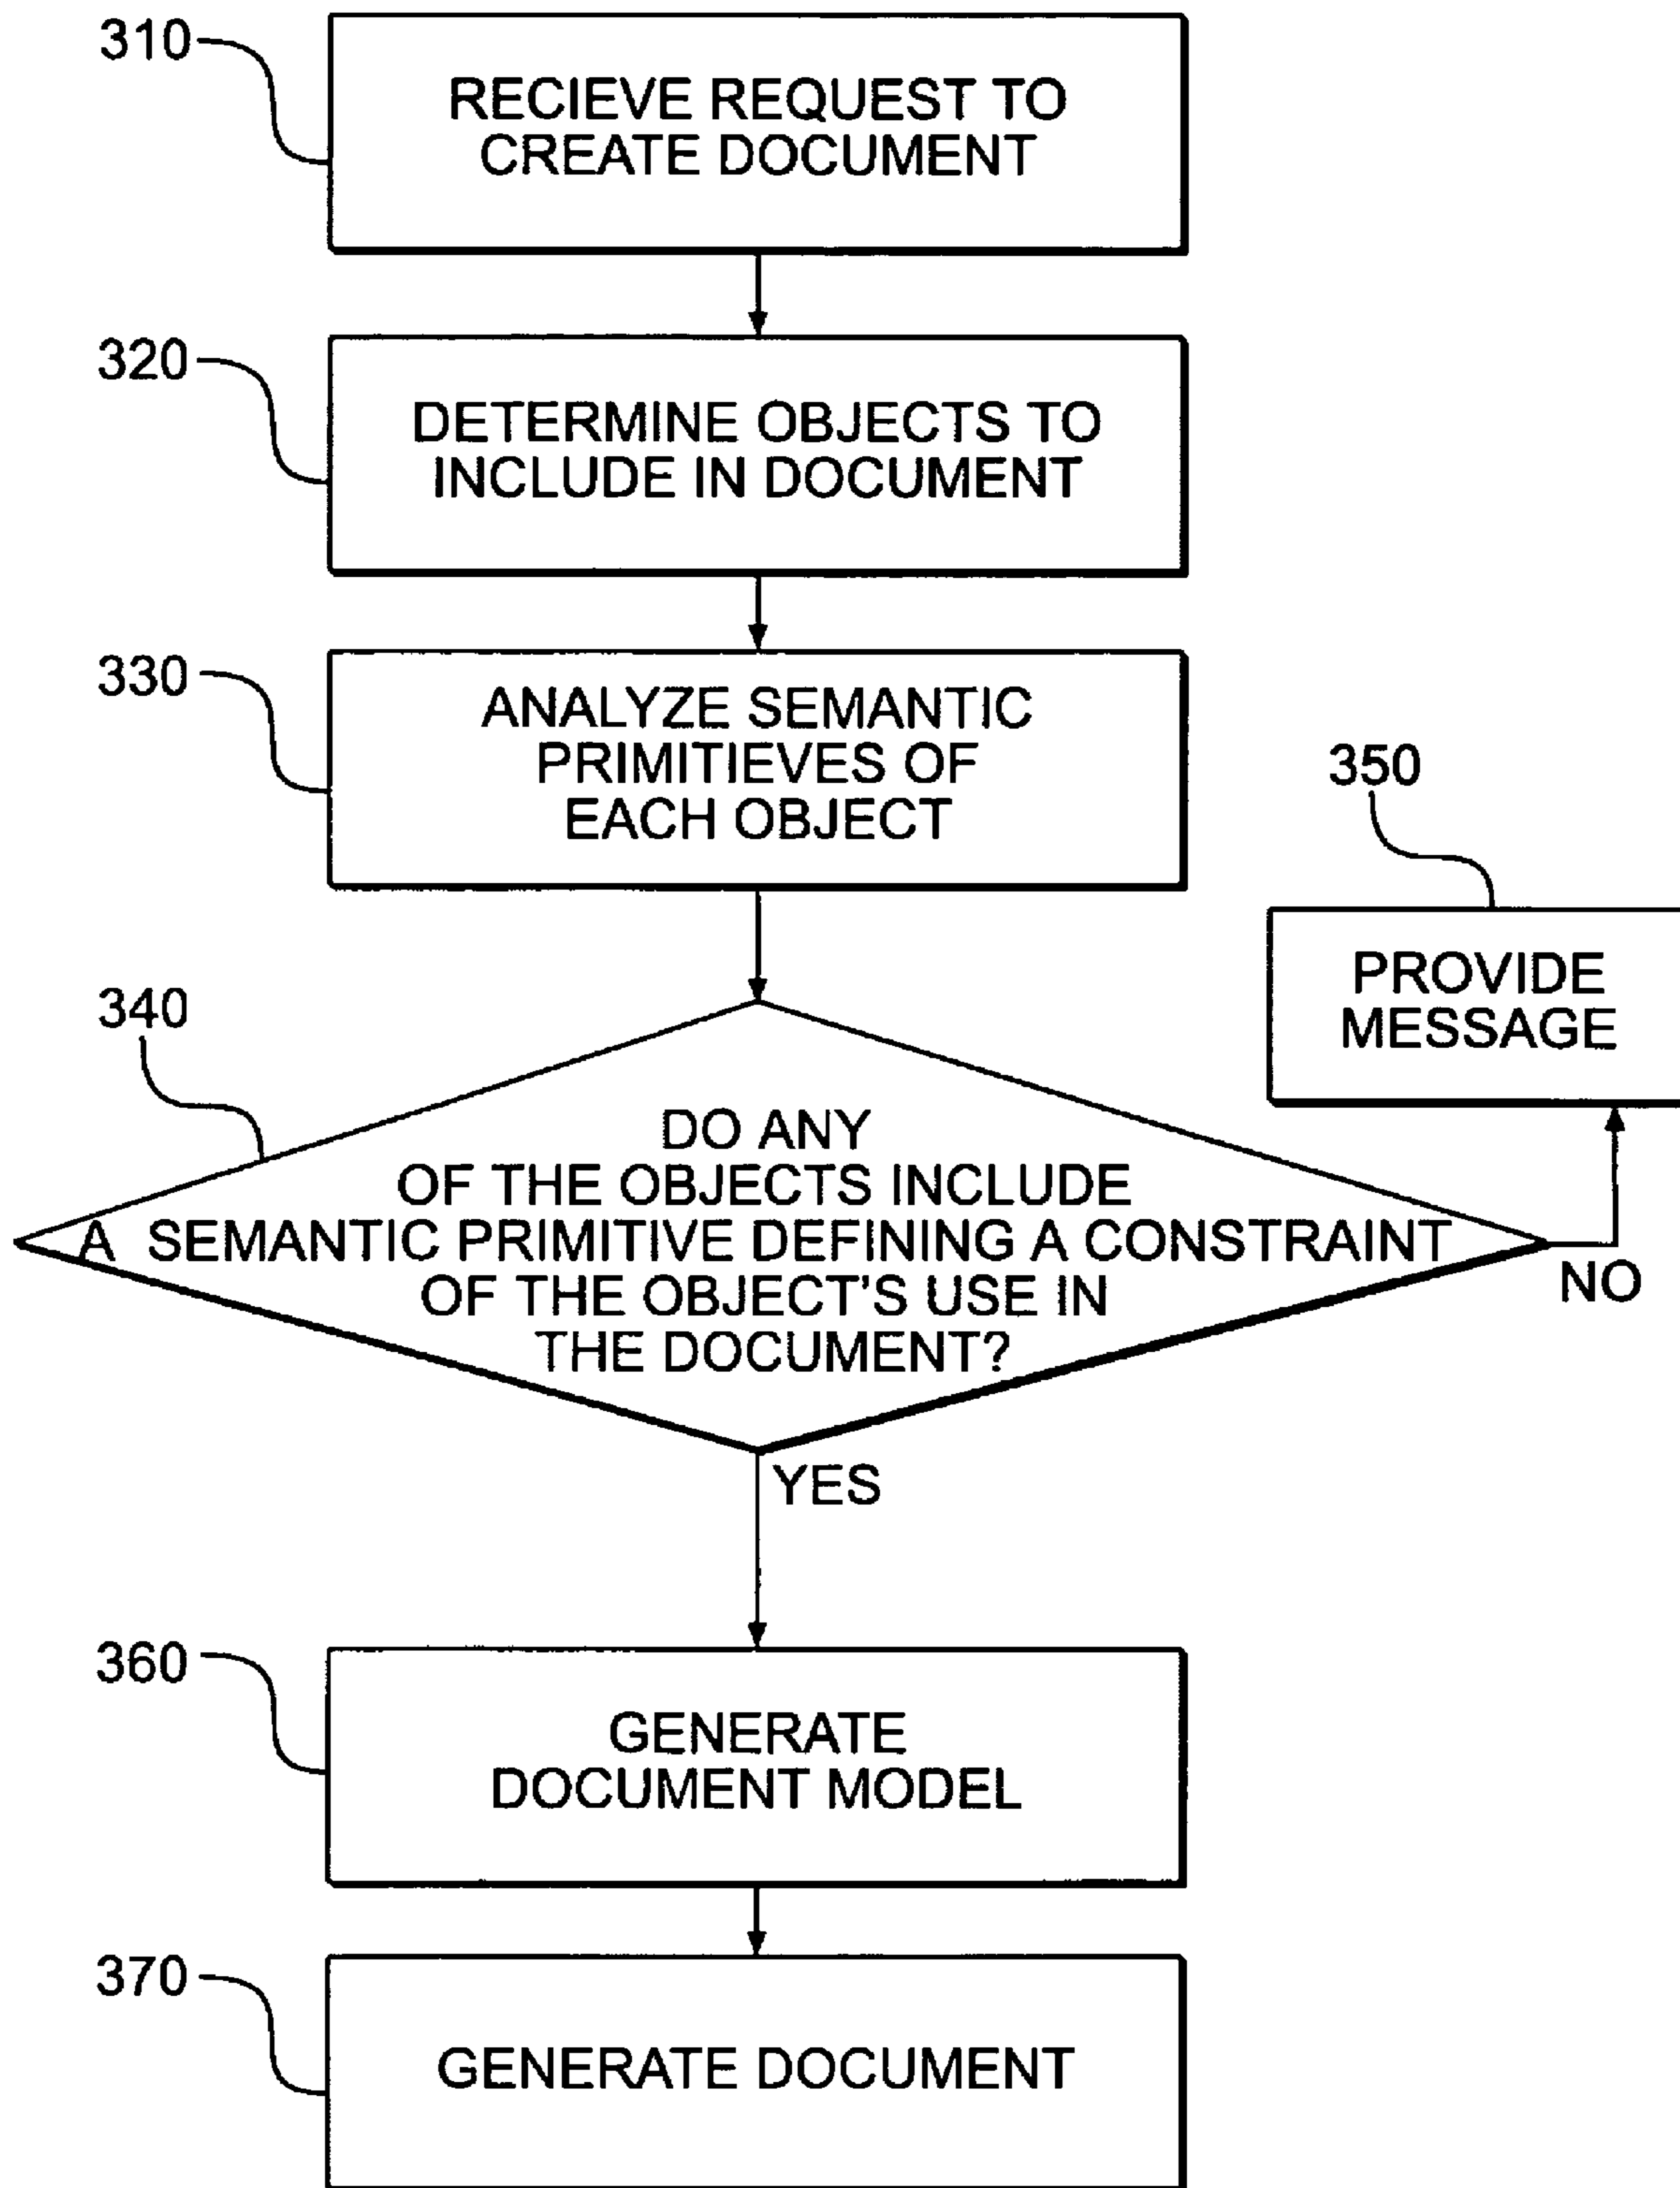 310
RECIEVE REQUEST TO
CREATE DOCUMENT
320
DETERMINE OBJECTS TO
INCLUDE IN DOCUMENT
330
ANALYZE SEMANTIC
PRIMITIEVES OF
EACH OBJECT
350
PROVIDE
MESSAGE
340
DO ANY
OF THE OBJECTS INCLUDE
A SEMANTIC PRIMITIVE DEFINING A CONSTRAINT
OF THE OBJECT'S USE IN
THE DOCUMENT?
NO
YES
360
GENERATE
DOCUMENT MODEL
370
GENERATE DOCUMENT